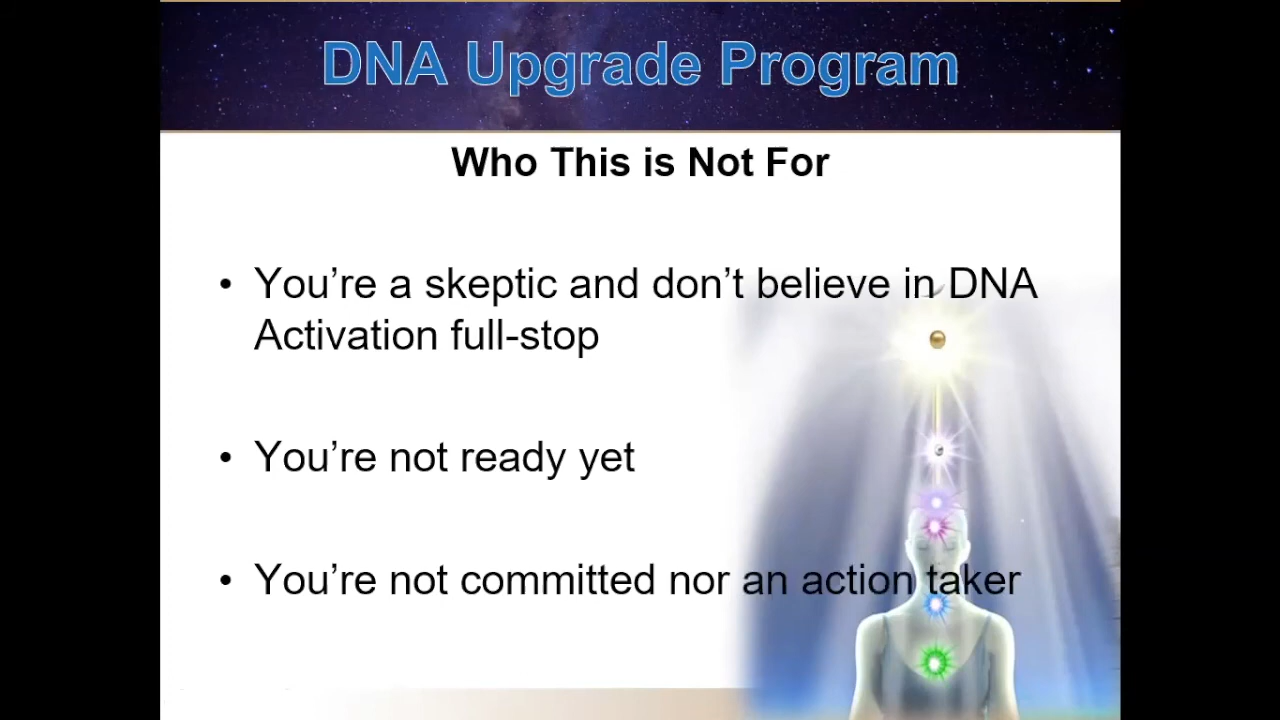 DNA Upgrade Program
Who This is Not For
• You’re a skeptic and don’t believe in DNA
Activation full-stop
• You’re not ready yet
• You’re not committed nor an action taker